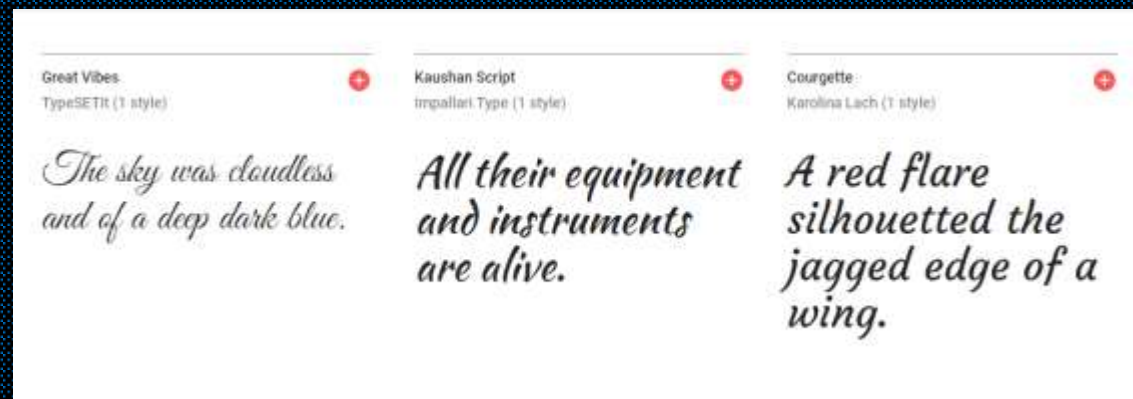 Great Vibes
TypeSETit (1 style)
The sky was cloudless
and of a deep dark blue.
Kaushan Script
Impallari Type (1 style)
All their equipment
and instruments
are alive.
Courgette
Karolina Lach (1 style)
A red flare
silhouetted the
jagged edge of a
wing.